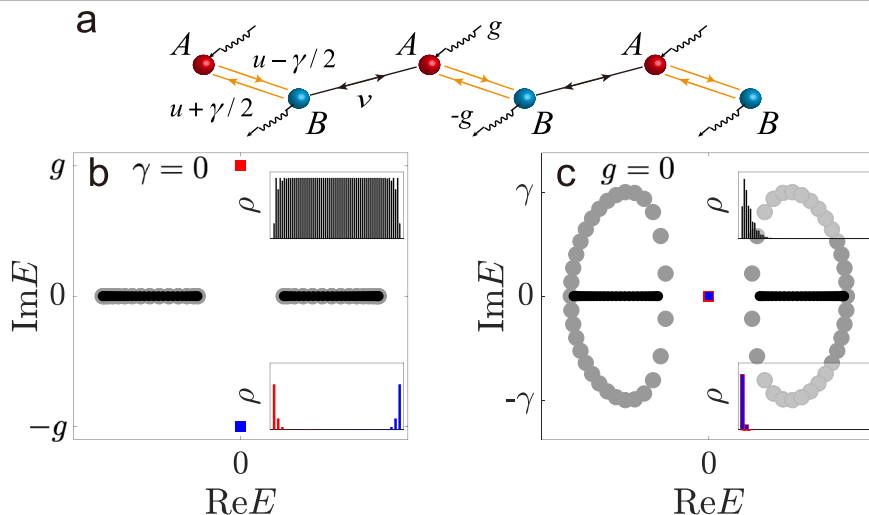 a
A A A g
u − γ/2
u + γ/2 v -g
B B B
g b γ = 0 ρ
ImE 0
−g ρ
0
ReE
c g = 0 ρ
γ
ImE 0
-γ ρ
0
ReE